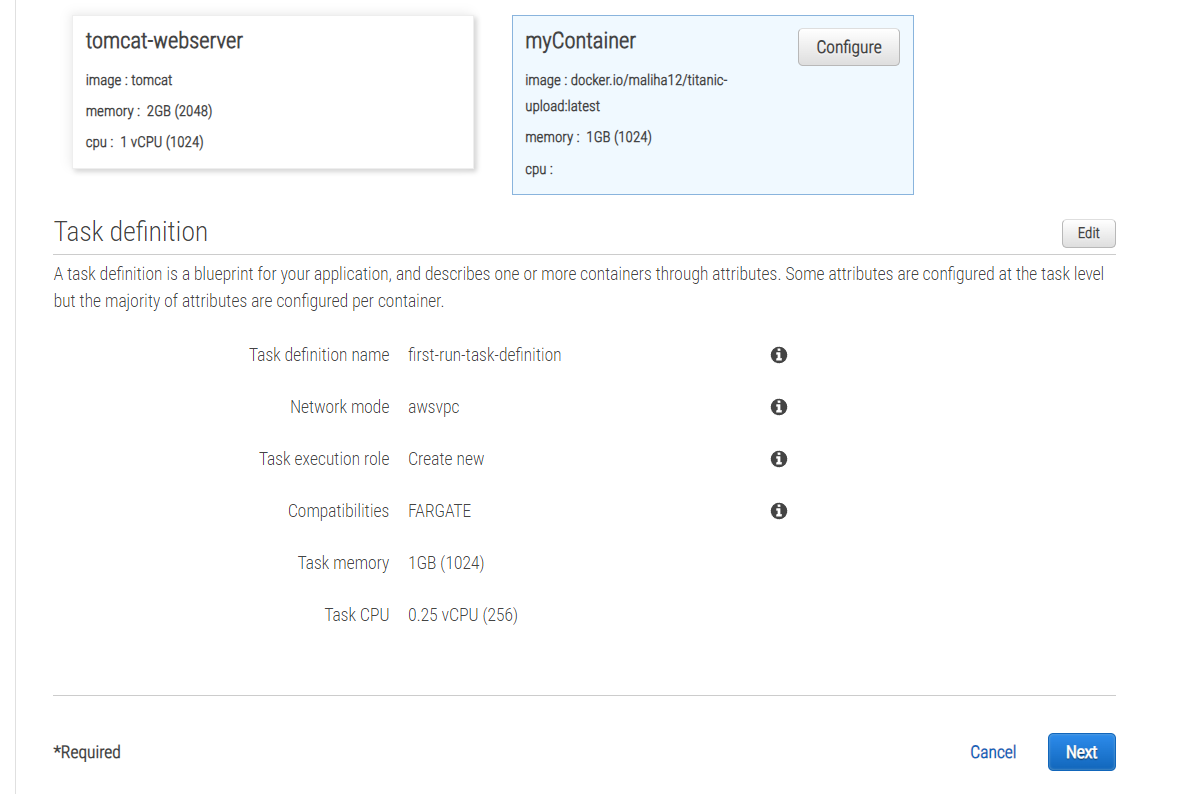 tomcat-webserver
image : tomcat
memory : 2GB (2048)
cpu : 1 vCPU (1024)
myContainer
Configure
image : docker.io/maliha12/titanic-
upload:latest
memory : 1GB (1024)
cpu :
Task definition
Edit
A task definition is a blueprint for your application, and describes one or more containers through attributes. Some attributes are configured at the task level
but the majority of attributes are configured per container.
Task definition name first-run-task-definition
Network mode awsvpc
Task execution role Create new
Compatibilities FARGATE
Task memory 1GB (1024)
Task CPU 0.25 vCPU (256)
*Required
Cancel
Next